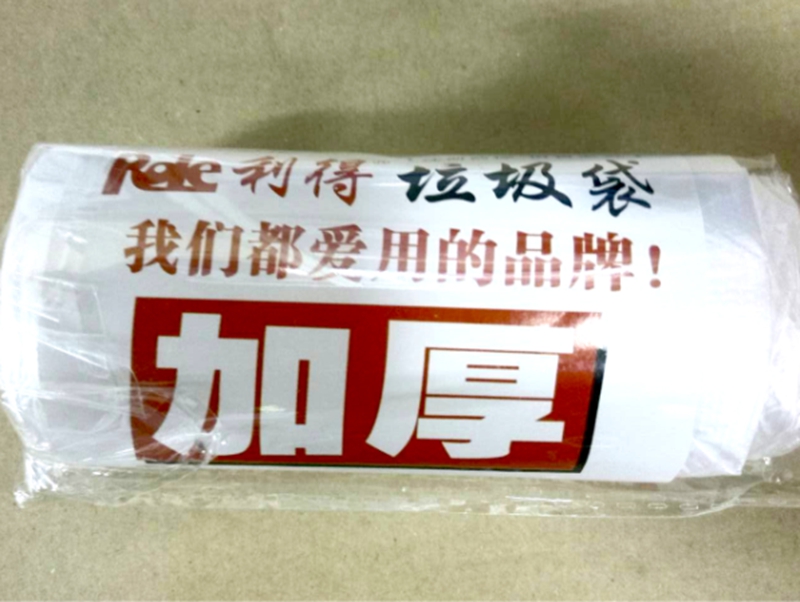 利得 垃圾袋
我们都爱用的品牌!
加厚